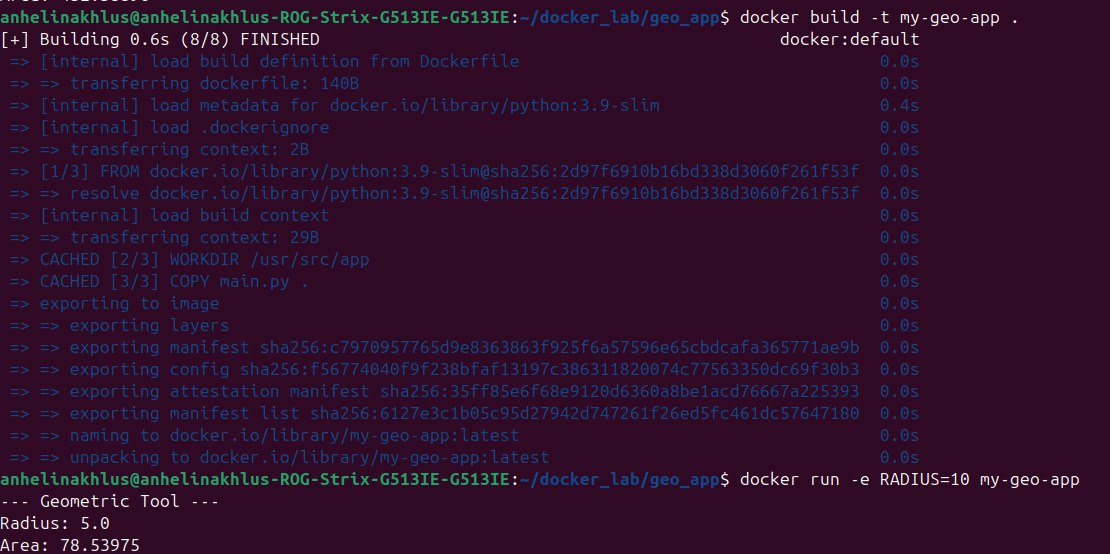 anhelinakhlus@anhelinakhlus-ROG-Strix-G513IE-G513IE:~/docker_lab/geo_app$ docker build -t my-geo-app .
[+] Building 0.6s (8/8) FINISHED docker:default
=> [internal] load build definition from Dockerfile 0.0s
=> => transferring dockerfile: 140B 0.0s
=> [internal] load metadata for docker.io/library/python:3.9-slim 0.4s
=> [internal] load .dockerignore 0.0s
=> => transferring context: 2B 0.0s
=> [1/3] FROM docker.io/library/python:3.9-slim@sha256:2d97f6910b16bd338d3060f261f53f 0.0s
=> => resolve docker.io/library/python:3.9-slim@sha256:2d97f6910b16bd338d3060f261f53f 0.0s
=> [internal] load build context 0.0s
=> => transferring context: 29B 0.0s
=> CACHED [2/3] WORKDIR /usr/src/app 0.0s
=> CACHED [3/3] COPY main.py . 0.0s
=> exporting to image 0.0s
=> => exporting layers 0.0s
=> => exporting manifest sha256:c7970957765d9e8363863f925f6a57596e65cbdcafa365771ae9b 0.0s
=> => exporting config sha256:f56774040f9f238bfaf13197c386311820074c77563350dc69f30b3 0.0s
=> => exporting attestation manifest sha256:35ff85e6f68e9120d6360a8be1acd76667a225393 0.0s
=> => exporting manifest list sha256:6127e3c1b05c95d27942d747261f26ed5fc461dc57647180 0.0s
=> => naming to docker.io/library/my-geo-app:latest 0.0s
=> => unpacking to docker.io/library/my-geo-app:latest 0.0s
anhelinakhlus@anhelinakhlus-ROG-Strix-G513IE-G513IE:~/docker_lab/geo_app$ docker run -e RADIUS=10 my-geo-app
--- Geometric Tool ---
Radius: 5.0
Area: 78.53975